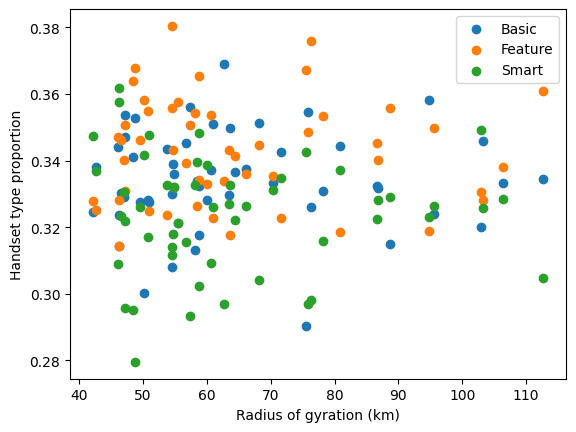 0.38
0.36
0.34
0.32
0.30
0.28
Handset type proportion
Basic
Feature
Smart
40 50 60 70 80 90 100 110
Radius of gyration (km)